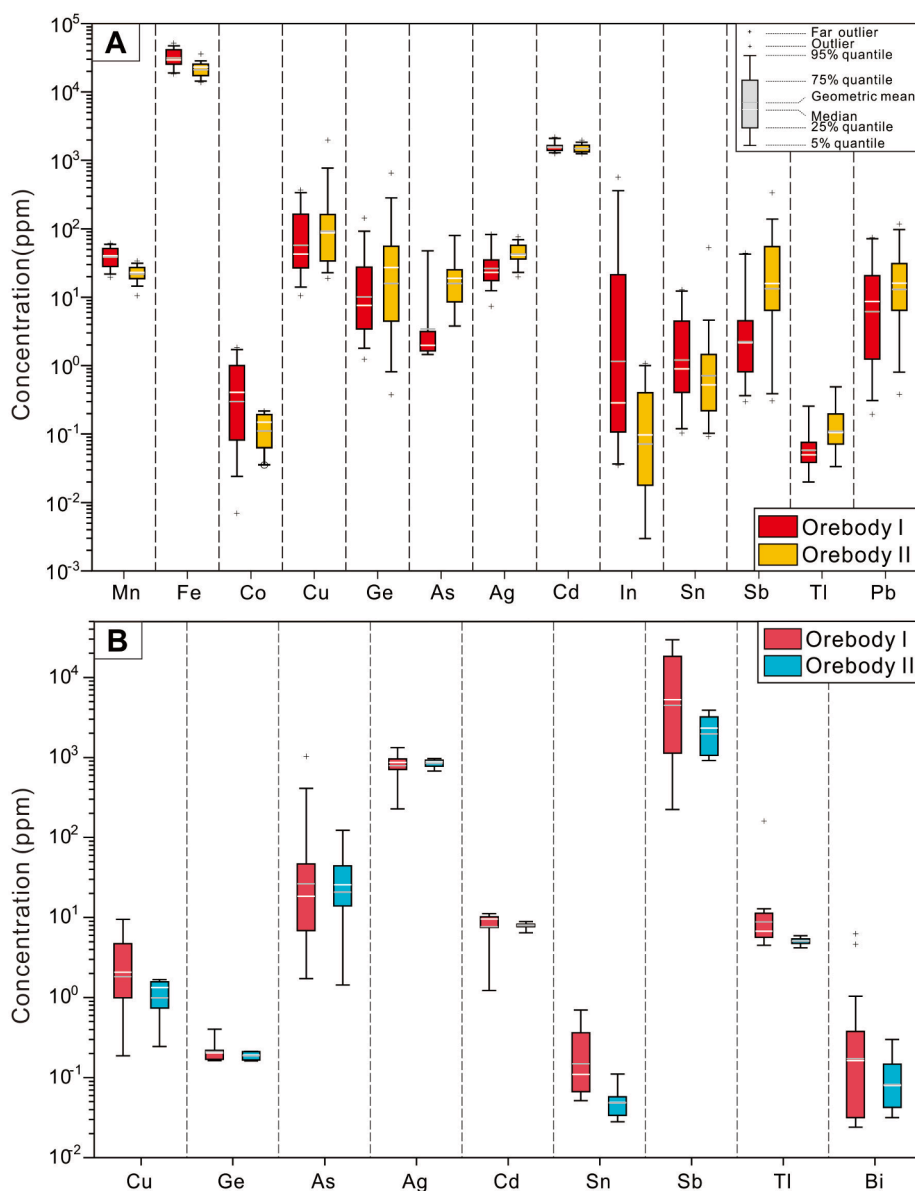 A
10^5
10^4
10^3
10^2
10^1
10^0
10^-1
10^-2
10^-3
Concentration(ppm)
Far outlier
Outlier
95% quantile
75% quantile
Geometric mean
Median
25% quantile
5% quantile
Orebody I
Orebody II
Mn Fe Co Cu Ge As Ag Cd In Sn Sb Tl Pb
B
10^4
10^3
10^2
10^1
10^0
10^-1
10^-2
Concentration (ppm)
Orebody I
Orebody II
Cu Ge As Ag Cd Sn Sb Tl Bi